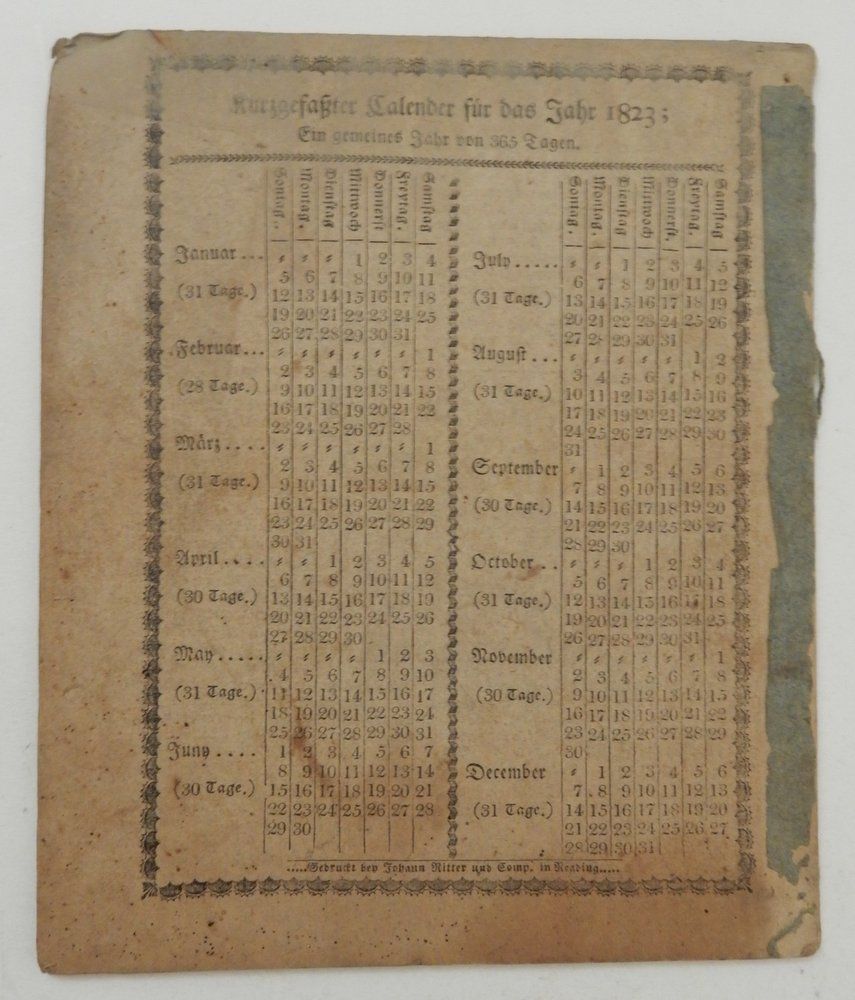 Kurzgefaßter Calender für das Jahr 1823;
Ein gemeines Jahr von 365 Tagen.
Sontag.. Montag. Dienstag Mittwoch Donnerst Freytag. Samstag
Januar... ⸗ ⸗ ⸗ 1 2 3 4
5 6 7 8 9 10 11
(31 Tage.) 12 13 14 15 16 17 18
19 20 21 22 23 24 25
26 27 28 29 30 31
Februar... ⸗ ⸗ ⸗ ⸗ ⸗ ⸗ 1
2 3 4 5 6 7 8
(28 Tage.) 9 10 11 12 13 14 15
16 17 18 19 20 21 22
23 24 25 26 27 28
März.... ⸗ ⸗ ⸗ ⸗ ⸗ ⸗ 1
2 3 4 5 6 7 8
(31 Tage.) 9 10 11 12 13 14 15
16 17 18 19 20 21 22
23 24 25 26 27 28 29
30 31
April.... ⸗ ⸗ 1 2 3 4 5
6 7 8 9 10 11 12
(30 Tage.) 13 14 15 16 17 18 19
20 21 22 23 24 25 26
27 28 29 30
May..... ⸗ ⸗ ⸗ ⸗ 1 2 3
4 5 6 7 8 9 10
(31 Tage.) 11 12 13 14 15 16 17
18 19 20 21 22 23 24
25 26 27 28 29 30 31
Juny.... 1 2 3 4 5 6 7
8 9 10 11 12 13 14
(30 Tage.) 15 16 17 18 19 20 21
22 23 24 25 26 27 28
29 30
Sontag. Montag. Dienstag Mittwoch Donnerst. Freytag. Samstag
July..... ⸗ ⸗ 1 2 3 4 5
6 7 8 9 10 11 12
(31 Tage.) 13 14 15 16 17 18 19
20 21 22 23 24 25 26
27 28 29 30 31
August... ⸗ ⸗ ⸗ ⸗ ⸗ 1 2
3 4 5 6 7 8 9
(31 Tage.) 10 11 12 13 14 15 16
17 18 19 20 21 22 23
24 25 26 27 28 29 30
31
September ⸗ 1 2 3 4 5 6
7 8 9 10 11 12 13
(30 Tage.) 14 15 16 17 18 19 20
21 22 23 24 25 26 27
28 29 30
October.. ⸗ ⸗ ⸗ 1 2 3 4
5 6 7 8 9 10 11
(31 Tage.) 12 13 14 15 16 17 18
19 20 21 22 23 24 25
26 27 28 29 30 31
November ⸗ ⸗ ⸗ ⸗ ⸗ ⸗ 1
2 3 4 5 6 7 8
(30 Tage.) 9 10 11 12 13 14 15
16 17 18 19 20 21 22
23 24 25 26 27 28 29
30
December ⸗ 1 2 3 4 5 6
7 8 9 10 11 12 13
(31 Tage.) 14 15 16 17 18 19 20
21 22 23 24 25 26 27
28 29 30 31
.....Gedruckt bey Johann Ritter und Comp. in Reading.....